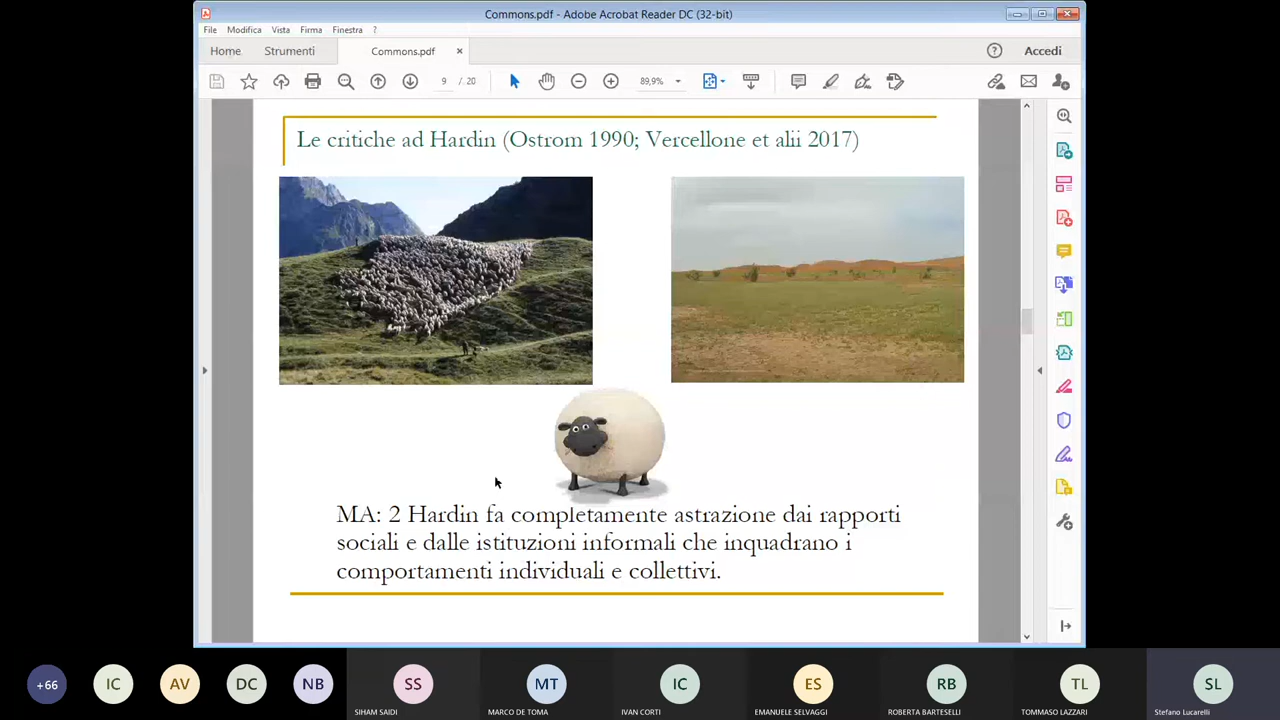 Commons.pdf - Adobe Acrobat Reader DC (32-bit)
File Modifica Vista Firma Finestra ?
Home Strumenti Commons.pdf × Accedi
9 / 20 89,9%
Le critiche ad Hardin (Ostrom 1990; Vercellone et alii 2017)
MA: 2 Hardin fa completamente astrazione dai rapporti
sociali e dalle istituzioni informali che inquadrano i
comportamenti individuali e collettivi.
+66 IC AV DC NB SS MT IC ES RB TL SL
SIHAM SAIDI MARCO DE TOMA IVAN CORTI EMANUELE SELVAGGI ROBERTA BARTESELLI TOMMASO LAZZARI Stefano Lucarelli